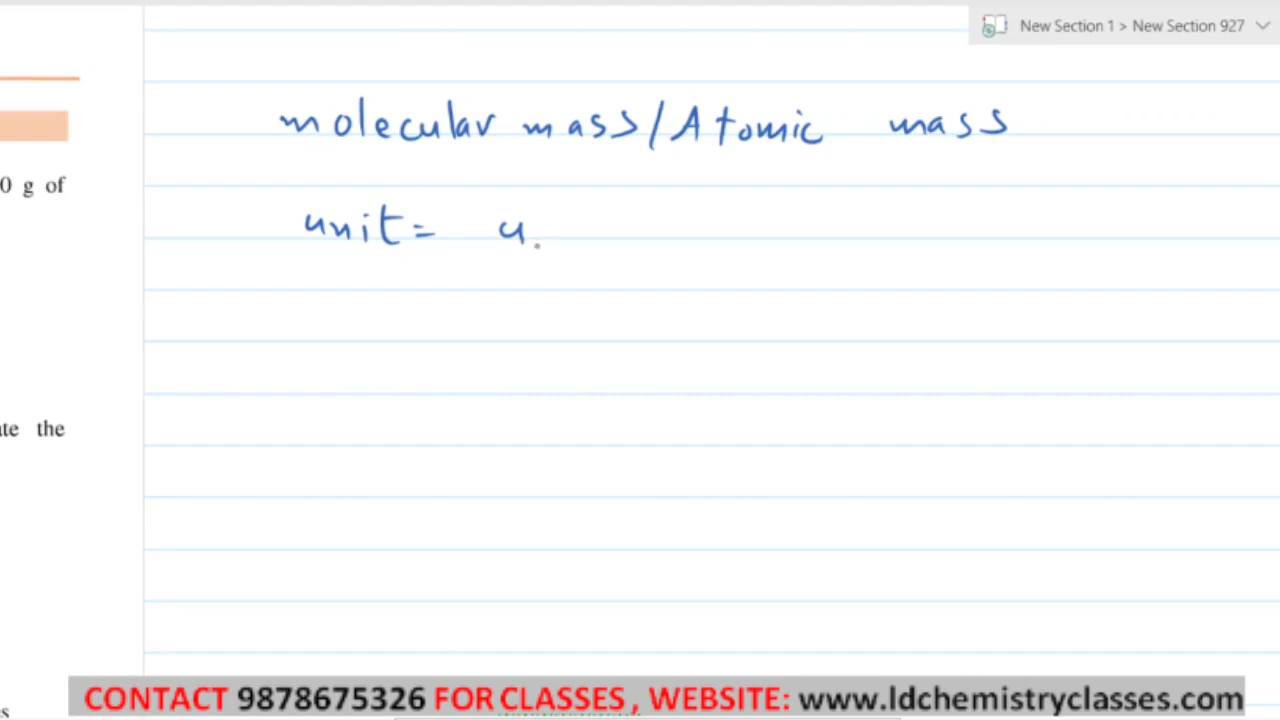 New Section 1 > New Section 927
molecular mass/Atomic mass
0 g of
unit = u
the
CONTACT 9878675326 FOR CLASSES , WEBSITE: www.ldchemistryclasses.com